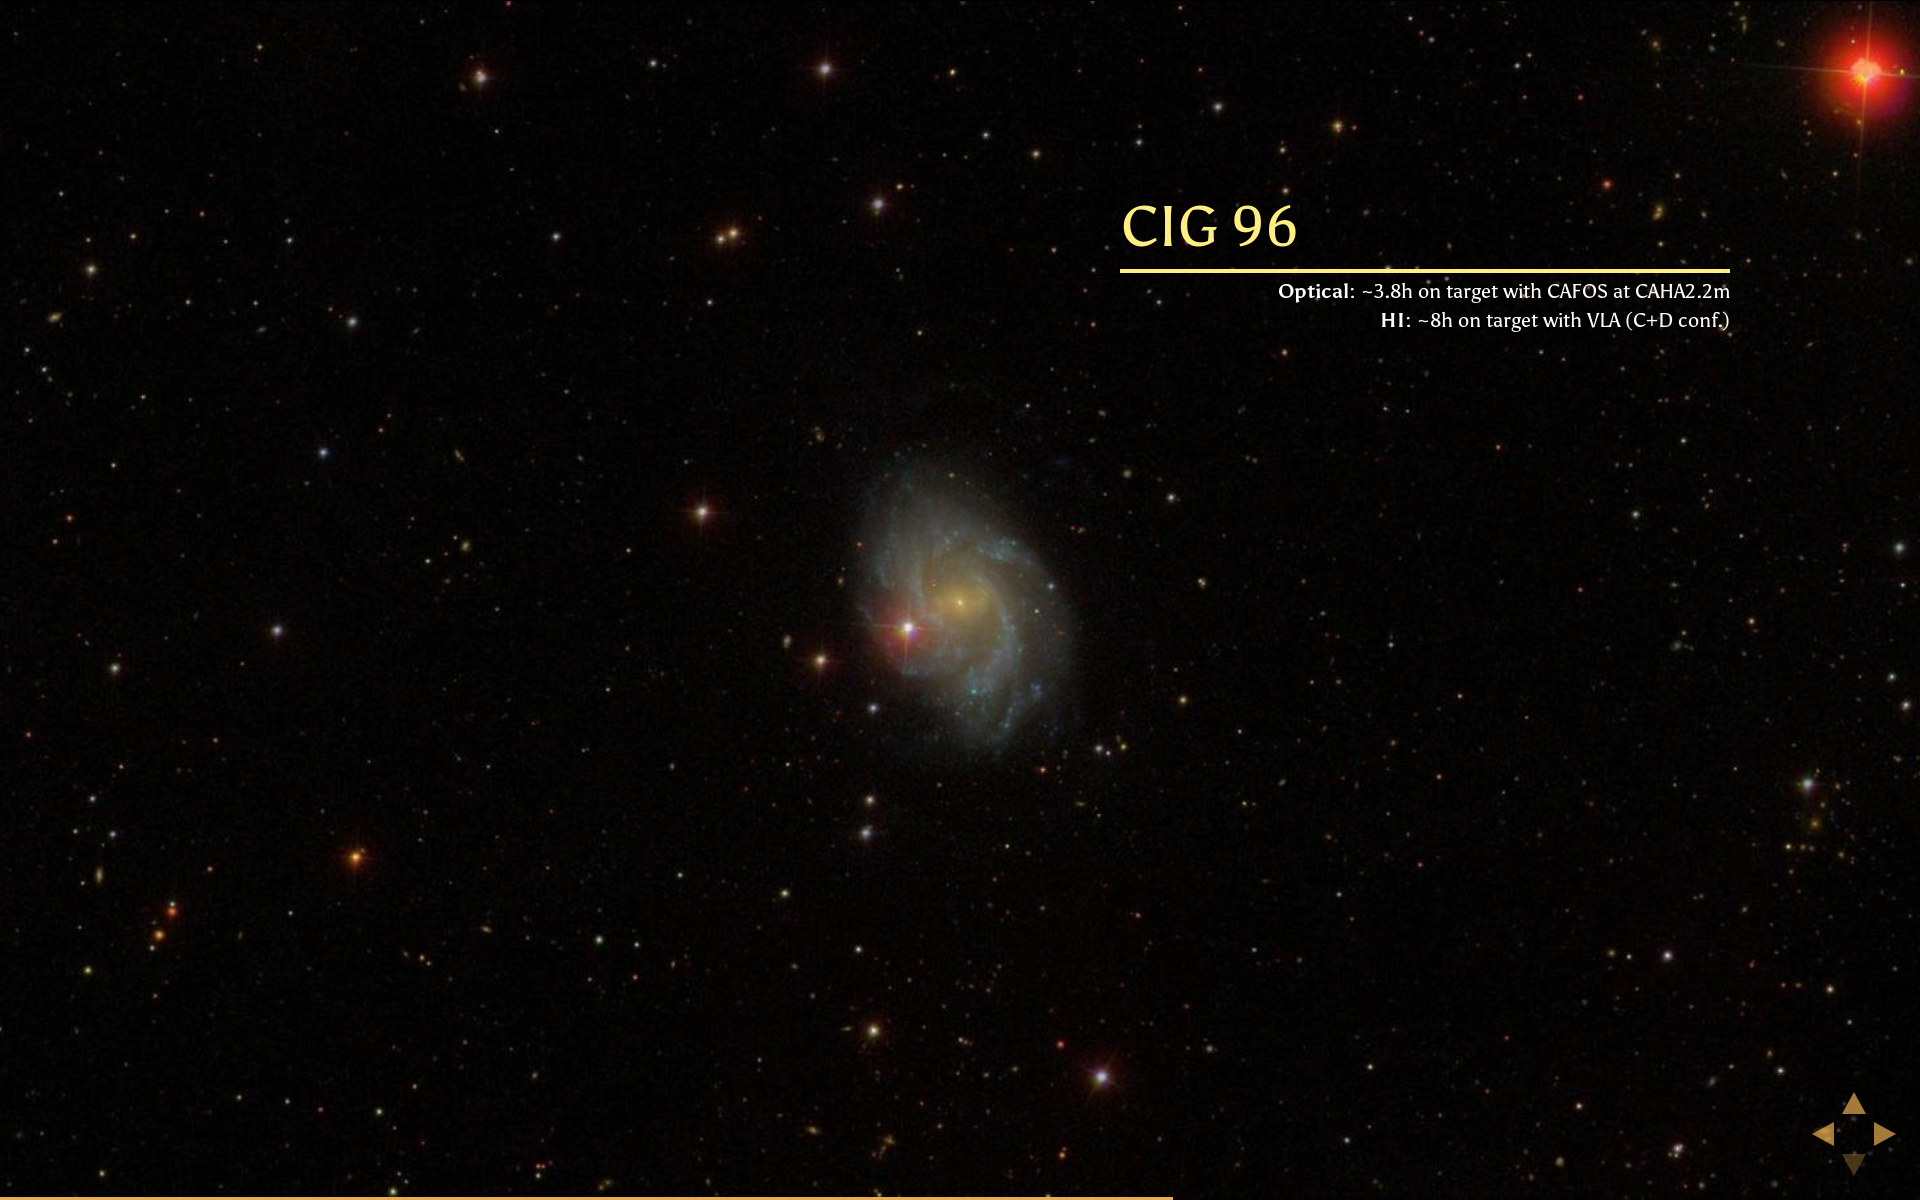 CIG 96
Optical: ~3.8h on target with CAFOS at CAHA2.2m
HI: ~8h on target with VLA (C+D conf.)